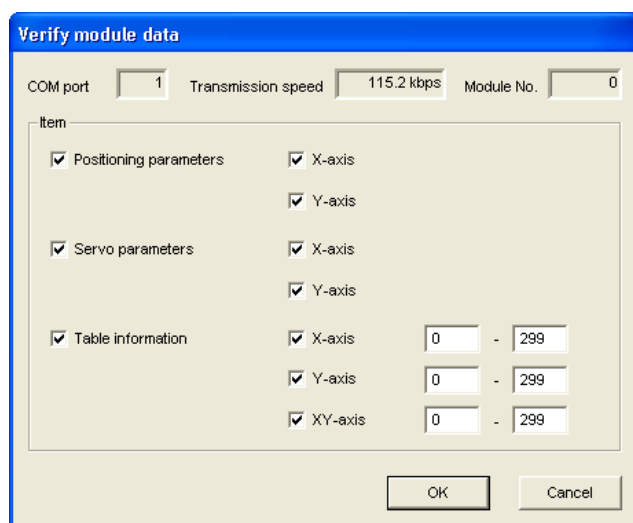 Verify module data
COM port 1 Transmission speed 115.2 kbps Module No. 0
Item
Positioning parameters X-axis
Y-axis
Servo parameters X-axis
Y-axis
Table information X-axis 0 - 299
Y-axis 0 - 299
XY-axis 0 - 299
OK Cancel